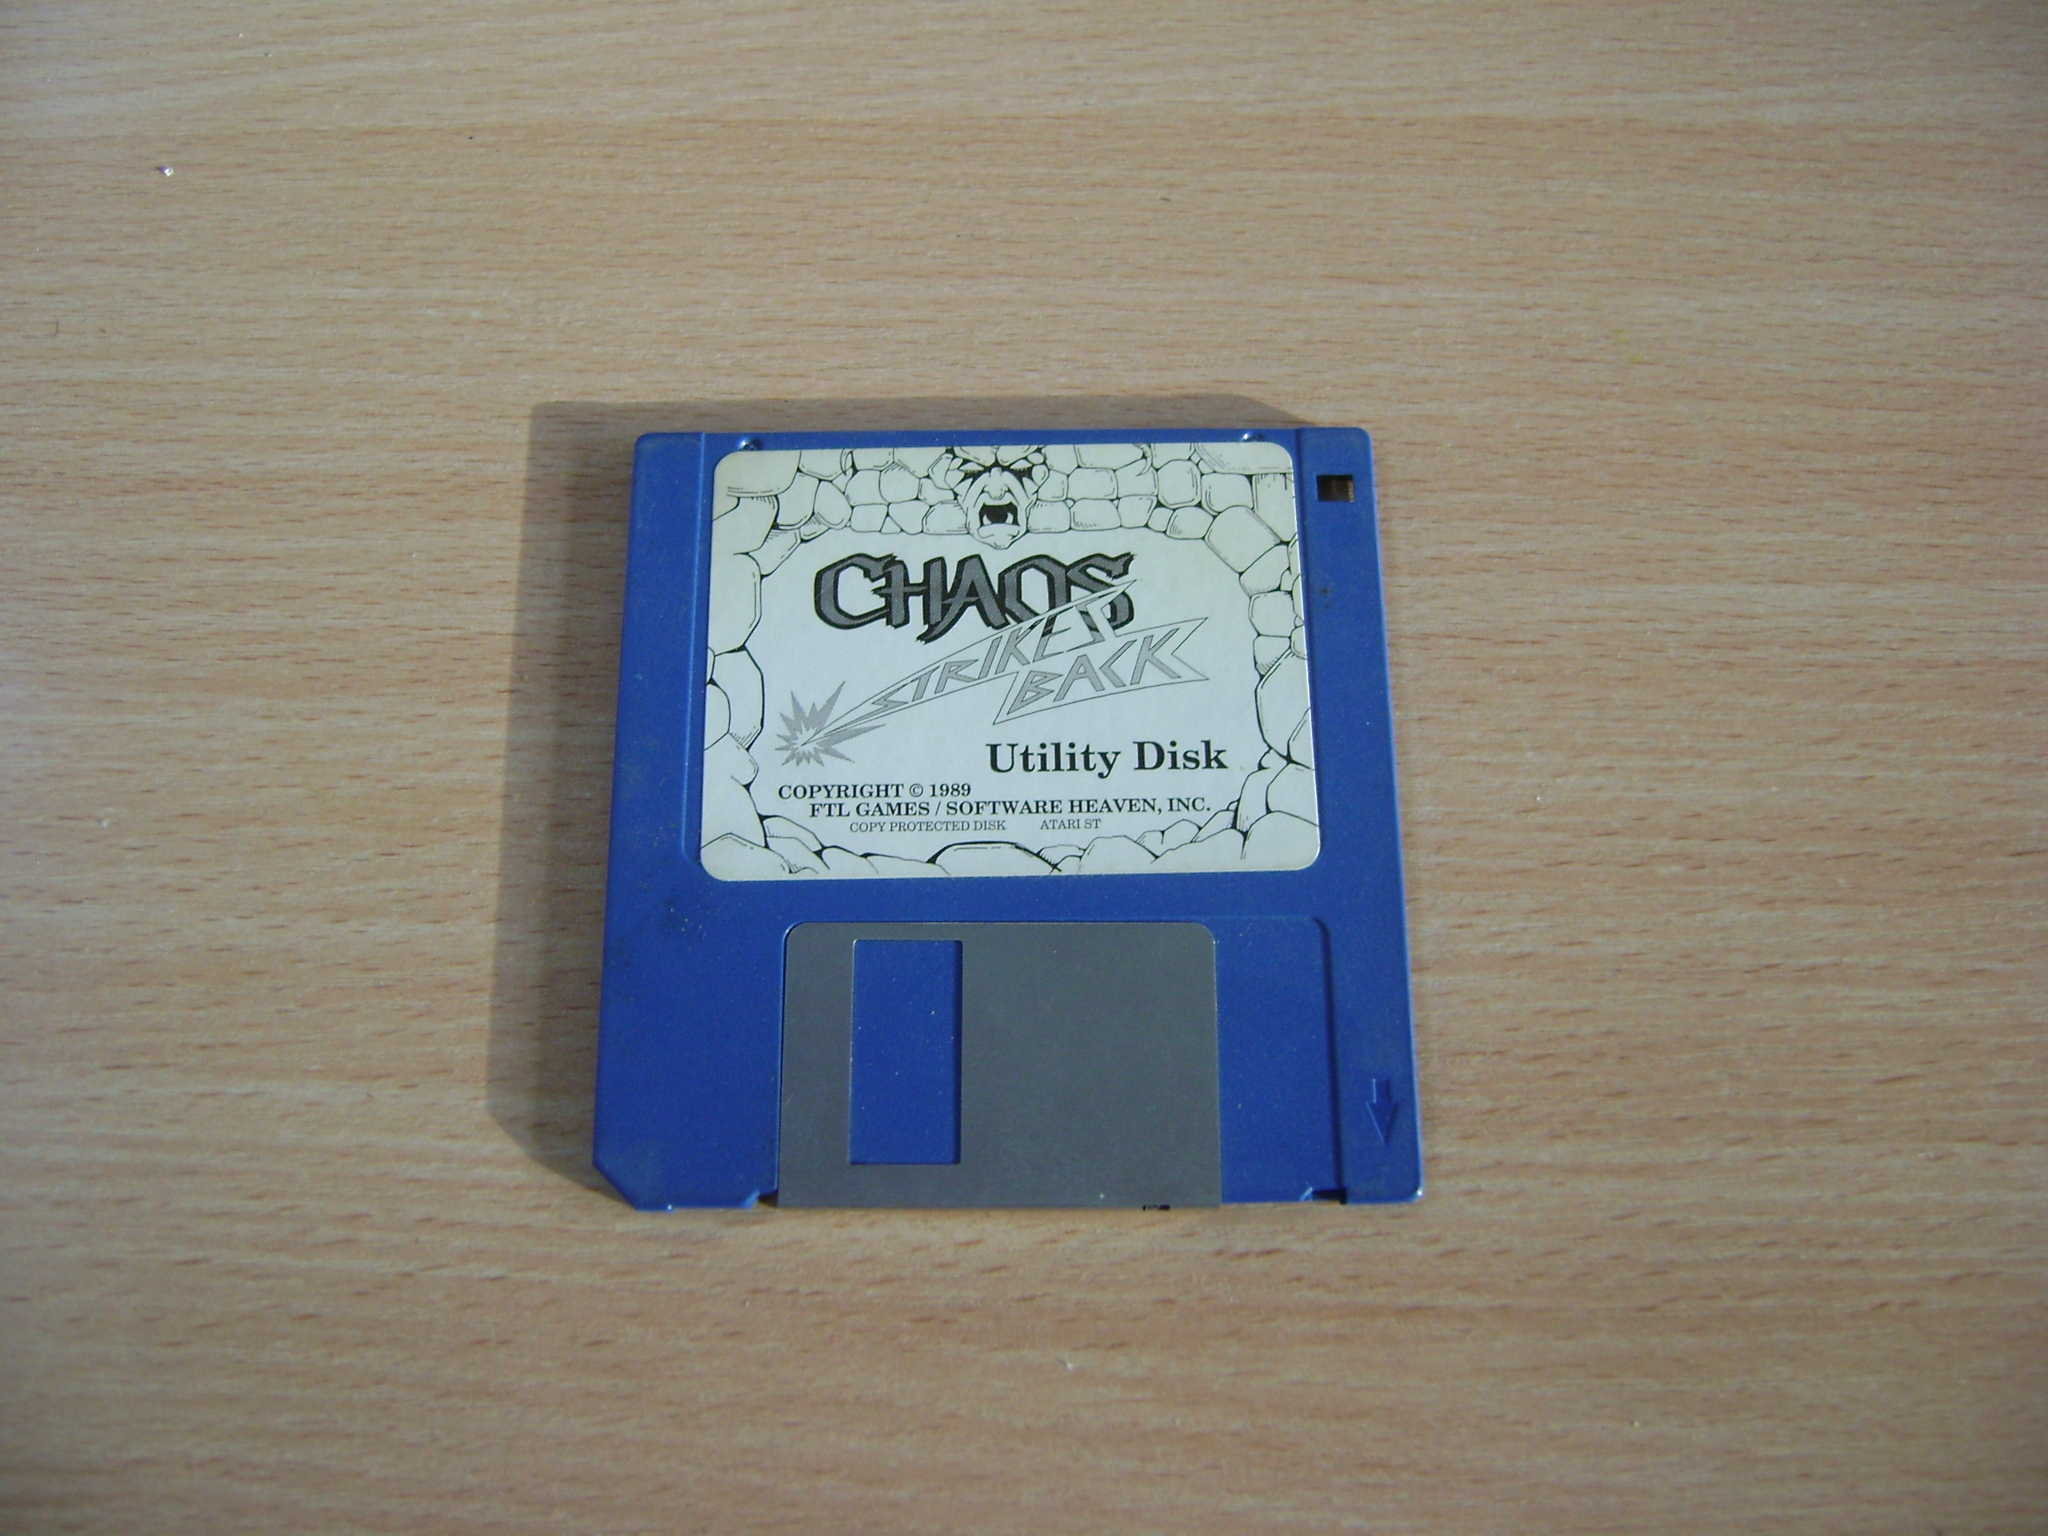 CHAOS
STRIKES
BACK
Utility Disk
COPYRIGHT © 1989
FTL GAMES / SOFTWARE HEAVEN, INC.
COPY PROTECTED DISK ATARI ST